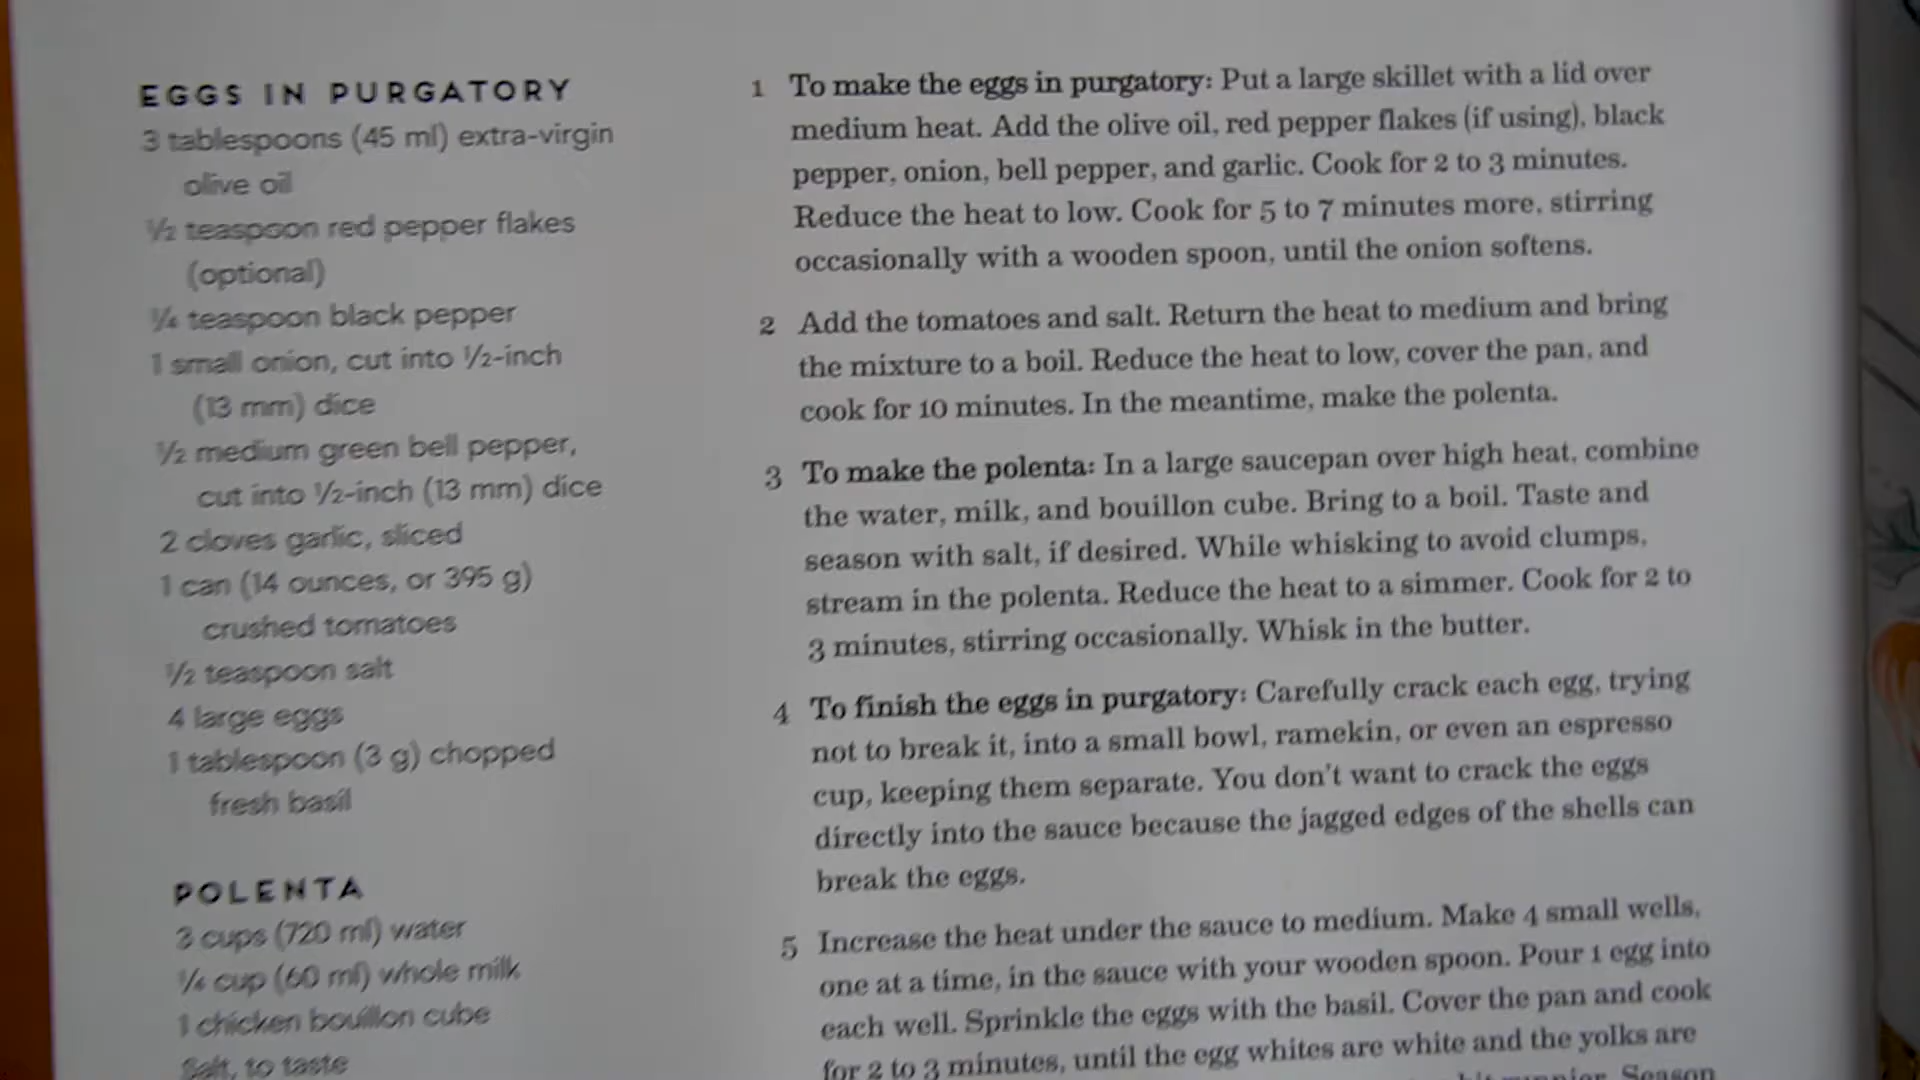 EGGS IN PURGATORY
3 tablespoons (45 ml) extra-virgin
olive oil
½ teaspoon red pepper flakes
(optional)
¼ teaspoon black pepper
1 small onion, cut into ½-inch
(13 mm) dice
½ medium green bell pepper,
cut into ½-inch (13 mm) dice
2 cloves garlic, sliced
1 can (14 ounces, or 395 g)
crushed tomatoes
½ teaspoon salt
4 large eggs
1 tablespoon (3 g) chopped
fresh basil
POLENTA
3 cups (720 ml) water
¼ cup (60 ml) whole milk
1 chicken bouillon cube
Salt, to taste
1 To make the eggs in purgatory: Put a large skillet with a lid over
medium heat. Add the olive oil, red pepper flakes (if using), black
pepper, onion, bell pepper, and garlic. Cook for 2 to 3 minutes.
Reduce the heat to low. Cook for 5 to 7 minutes more, stirring
occasionally with a wooden spoon, until the onion softens.
2 Add the tomatoes and salt. Return the heat to medium and bring
the mixture to a boil. Reduce the heat to low, cover the pan, and
cook for 10 minutes. In the meantime, make the polenta.
3 To make the polenta: In a large saucepan over high heat, combine
the water, milk, and bouillon cube. Bring to a boil. Taste and
season with salt, if desired. While whisking to avoid clumps,
stream in the polenta. Reduce the heat to a simmer. Cook for 2 to
3 minutes, stirring occasionally. Whisk in the butter.
4 To finish the eggs in purgatory: Carefully crack each egg, trying
not to break it, into a small bowl, ramekin, or even an espresso
cup, keeping them separate. You don't want to crack the eggs
directly into the sauce because the jagged edges of the shells can
break the eggs.
5 Increase the heat under the sauce to medium. Make 4 small wells,
one at a time, in the sauce with your wooden spoon. Pour 1 egg into
each well. Sprinkle the eggs with the basil. Cover the pan and cook
for 2 to 3 minutes, until the egg whites are white and the yolks are
Season